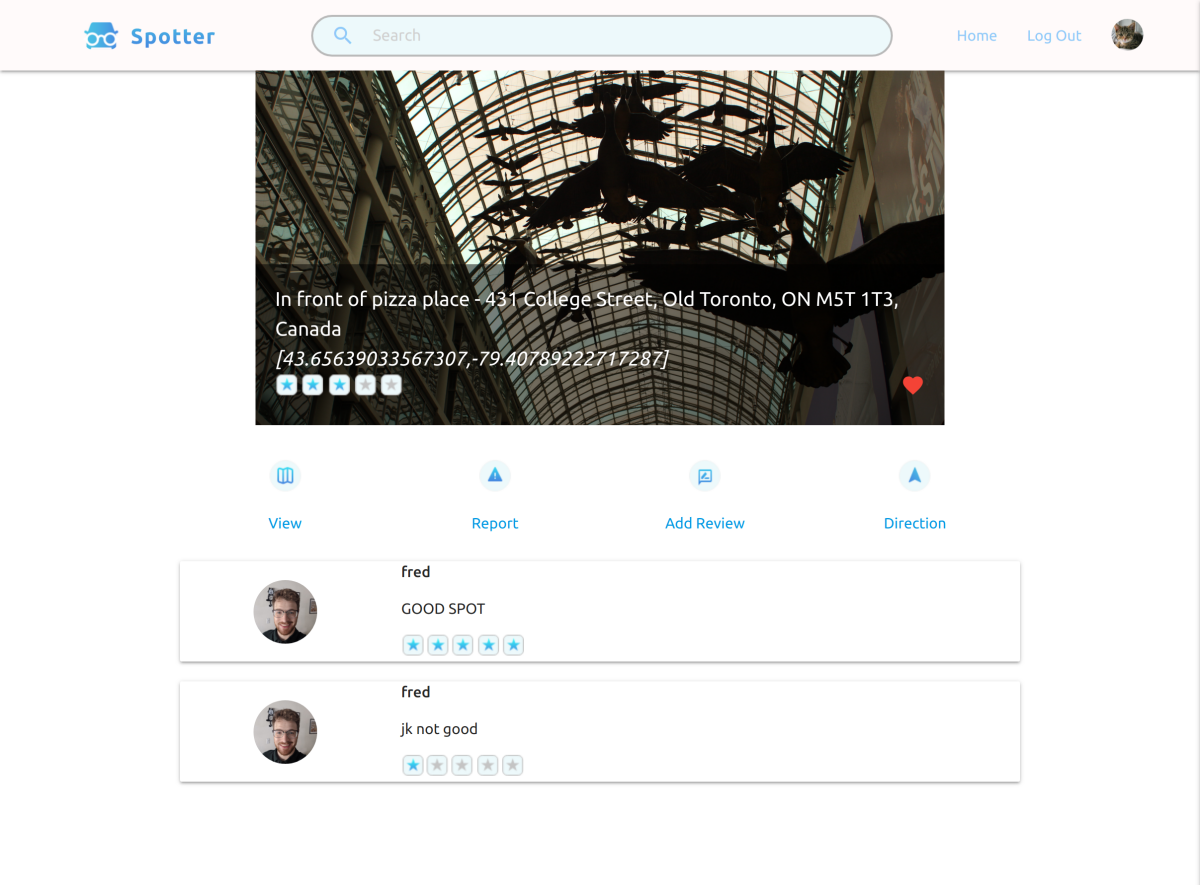 Spotter
Search
Home
Log Out
In front of pizza place - 431 College Street, Old Toronto, ON M5T 1T3,
Canada
[43.65639033567307,-79.40789222717287]
View
Report
Add Review
Direction
fred
GOOD SPOT
fred
jk not good